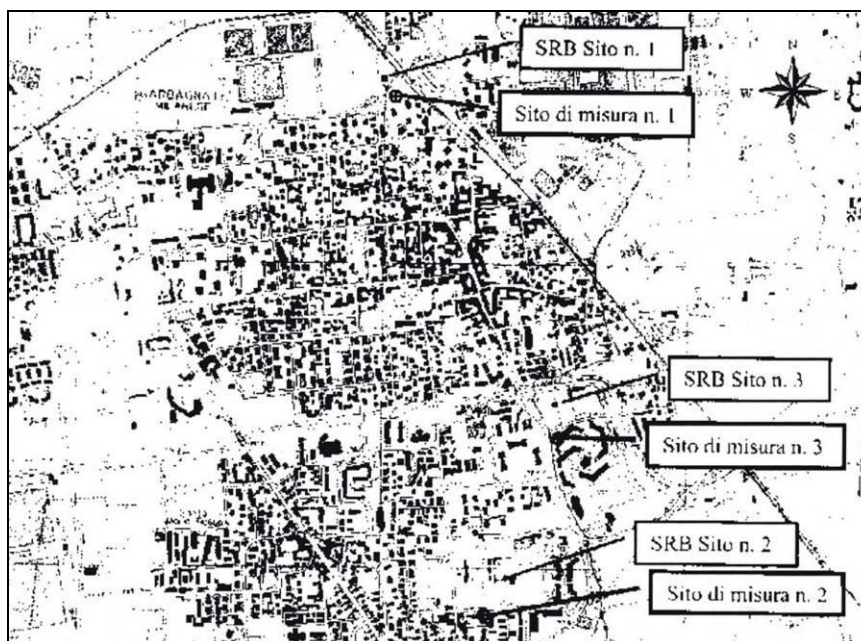 SRB Sito n. 1
N
W
S
Sito di misura n. 1
SRB Sito n. 3
Sito di misura n. 3
SRB Sito n. 2
Sito di misura n. 2